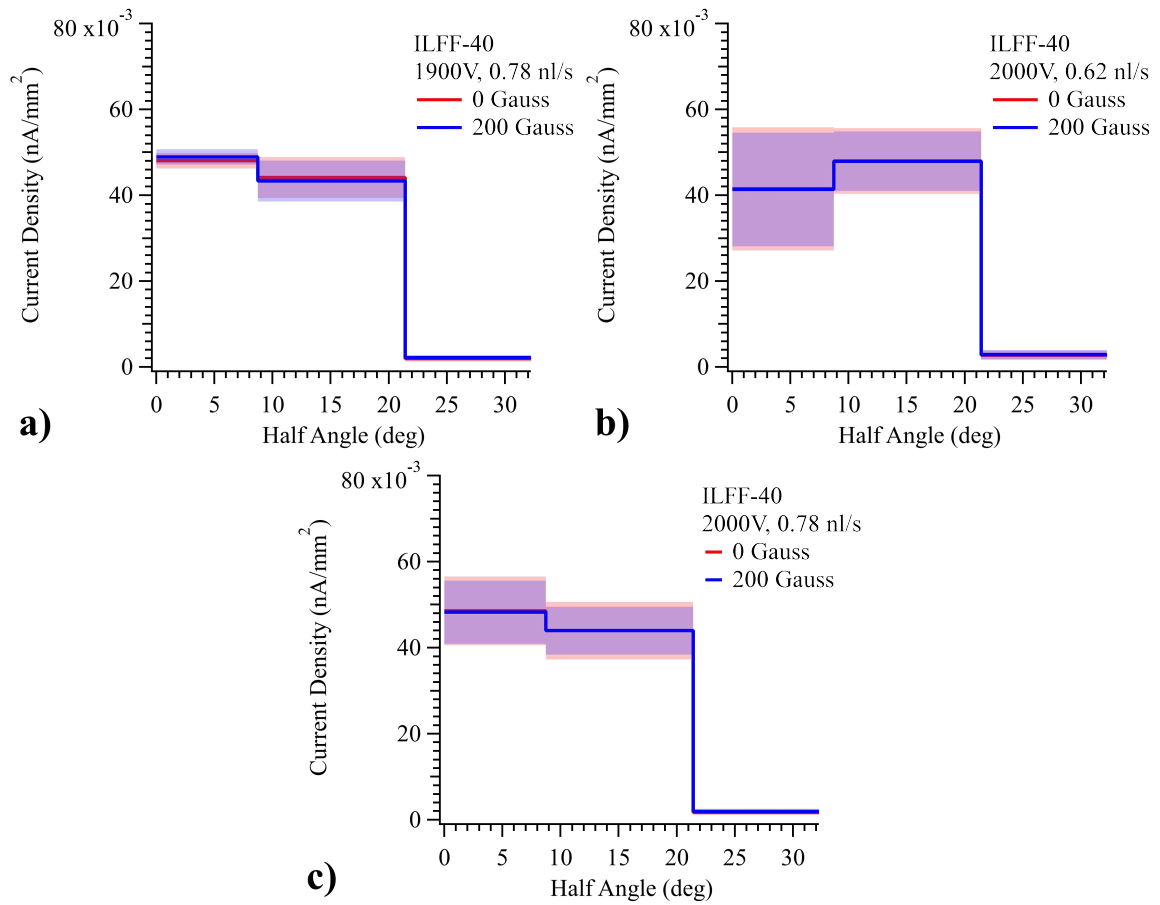 80 x10-3
60
40
20
0
Current Density (nA/mm2)
0 5 10 15 20 25 30
Half Angle (deg)
ILFF-40
1900V, 0.78 nl/s
0 Gauss
200 Gauss
a)
80 x10-3
60
40
20
0
Current Density (nA/mm2)
0 5 10 15 20 25 30
Half Angle (deg)
ILFF-40
2000V, 0.62 nl/s
0 Gauss
200 Gauss
b)
80 x10-3
60
40
20
0
Current Density (nA/mm2)
0 5 10 15 20 25 30
Half Angle (deg)
ILFF-40
2000V, 0.78 nl/s
0 Gauss
200 Gauss
c)